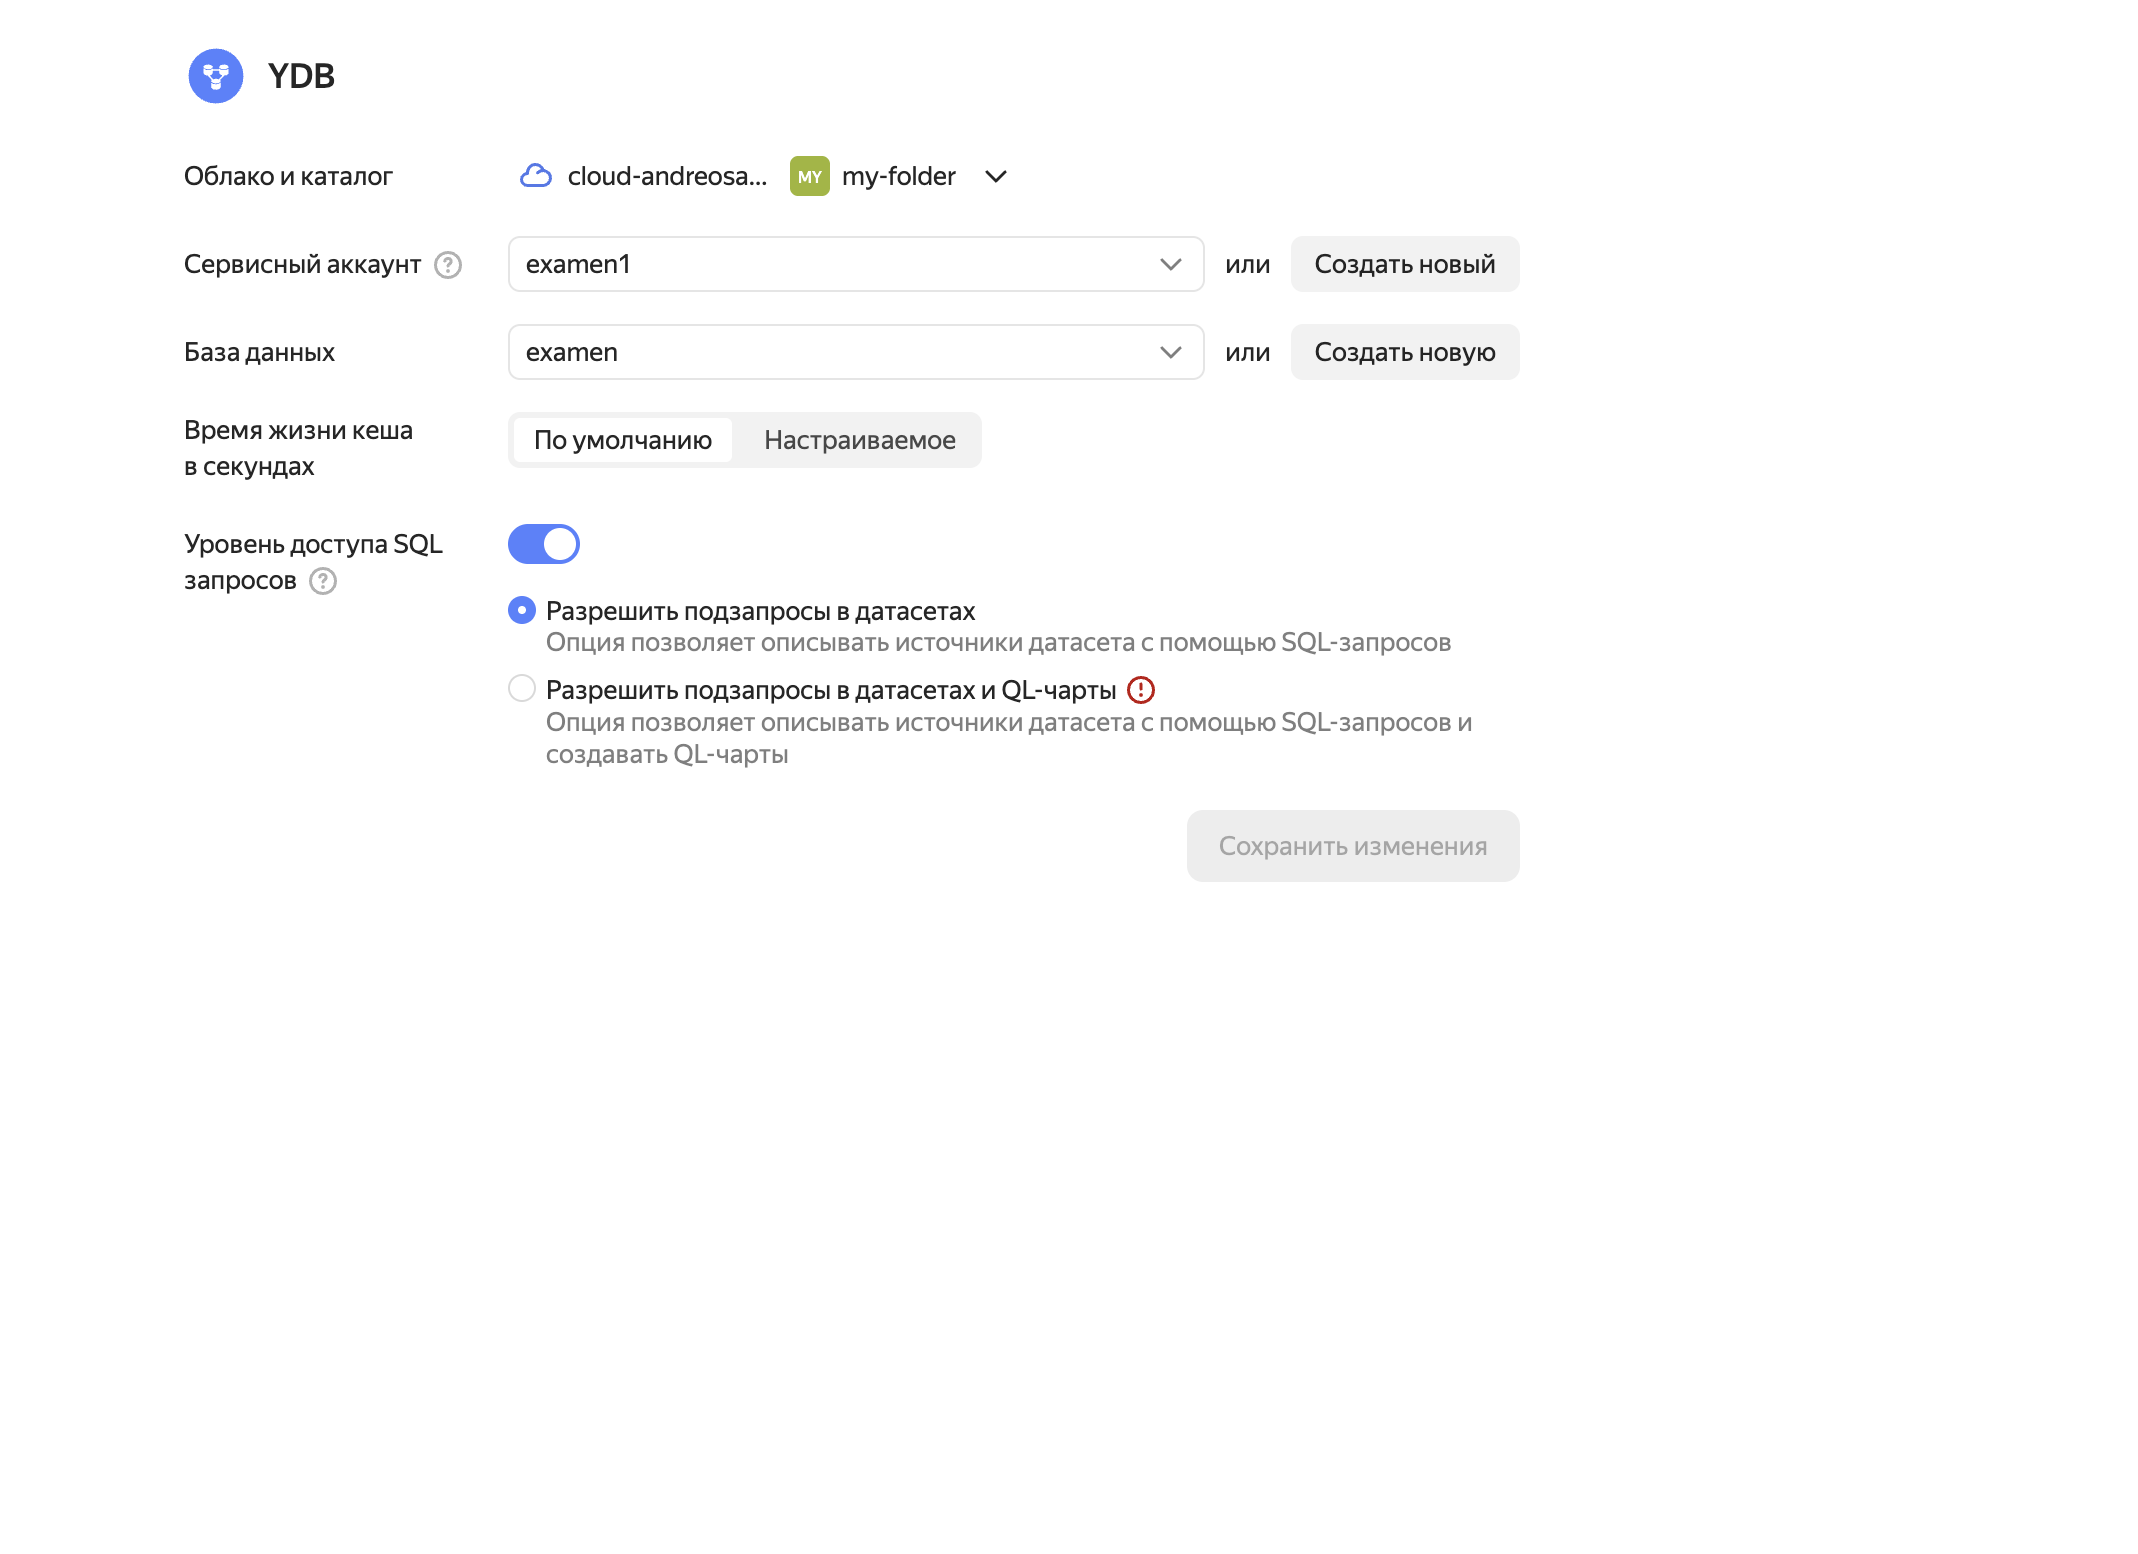 YDB
Облако и каталог
cloud-andreosa... MY my-folder
Сервисный аккаунт ?
examen1
или
Создать новый
База данных
examen
или
Создать новую
Время жизни кеша
в секундах
По умолчанию Настраиваемое
Уровень доступа SQL
запросов ?
Разрешить подзапросы в датасетах
Опция позволяет описывать источники датасета с помощью SQL-запросов
Разрешить подзапросы в датасетах и QL-чарты !
Опция позволяет описывать источники датасета с помощью SQL-запросов и
создавать QL-чарты
Сохранить изменения